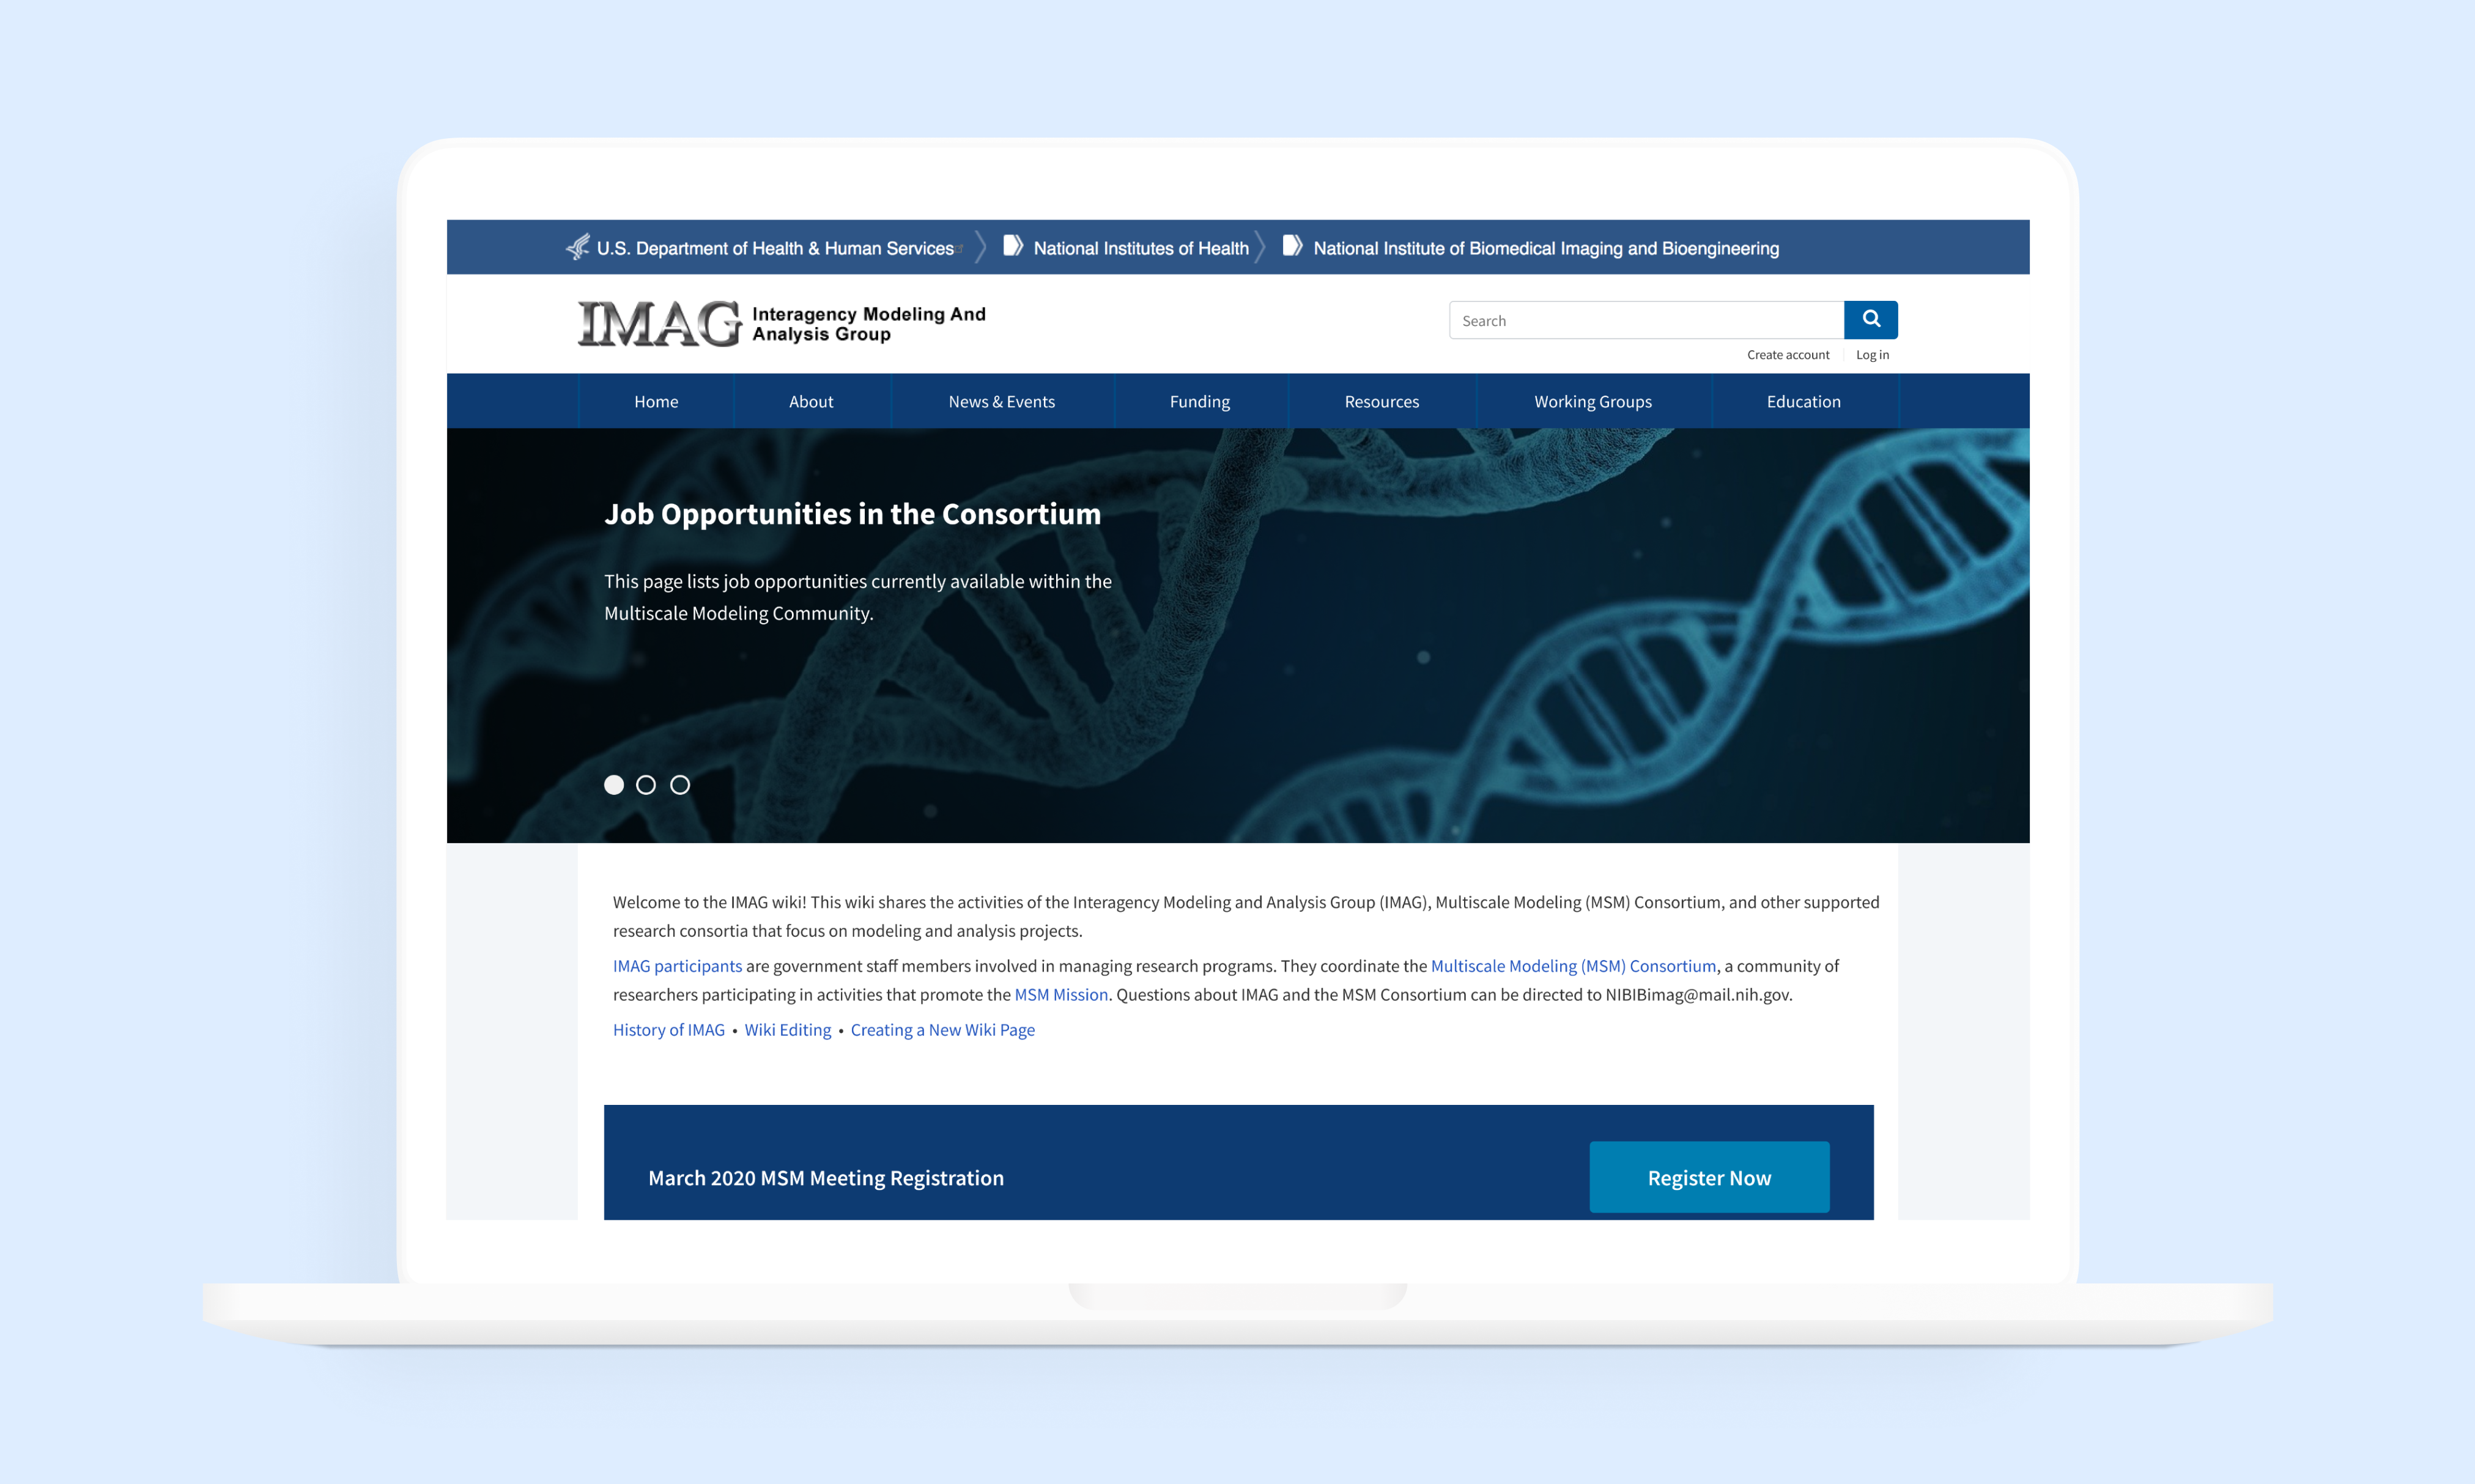 U.S. Department of Health & Human Services
National Institutes of Health
National Institute of Biomedical Imaging and Bioengineering
IMAG
Interagency Modeling And
Analysis Group
Search
Create account
Log in
Home
About
News & Events
Funding
Resources
Working Groups
Education
Job Opportunities in the Consortium
This page lists job opportunities currently available within the
Multiscale Modeling Community.
Welcome to the IMAG wiki! This wiki shares the activities of the Interagency Modeling and Analysis Group (IMAG), Multiscale Modeling (MSM) Consortium, and other supported
research consortia that focus on modeling and analysis projects.
IMAG participants are government staff members involved in managing research programs. They coordinate the Multiscale Modeling (MSM) Consortium, a community of
researchers participating in activities that promote the MSM Mission. Questions about IMAG and the MSM Consortium can be directed to NIBIBimag@mail.nih.gov.
History of IMAG • Wiki Editing • Creating a New Wiki Page
March 2020 MSM Meeting Registration
Register Now